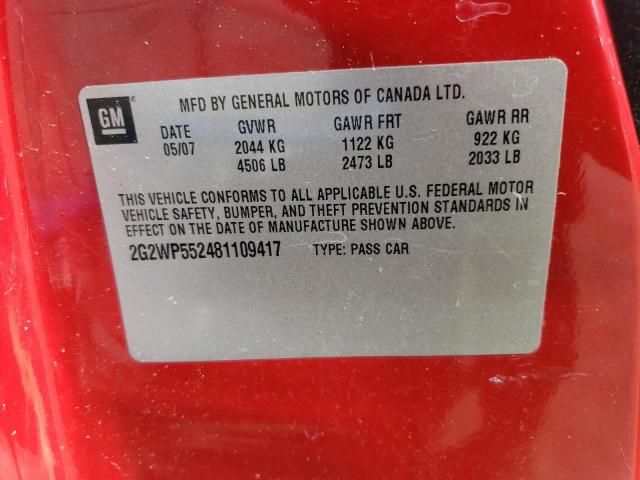 GM
MFD BY GENERAL MOTORS OF CANADA LTD.
DATE GVWR GAWR FRT GAWR RR
05/07 2044 KG 1122 KG 922 KG
4506 LB 2473 LB 2033 LB
THIS VEHICLE CONFORMS TO ALL APPLICABLE U.S. FEDERAL MOTOR
VEHICLE SAFETY, BUMPER, AND THEFT PREVENTION STANDARDS IN
EFFECT ON THE DATE OF MANUFACTURE SHOWN ABOVE.
2G2WP552481109417 TYPE: PASS CAR